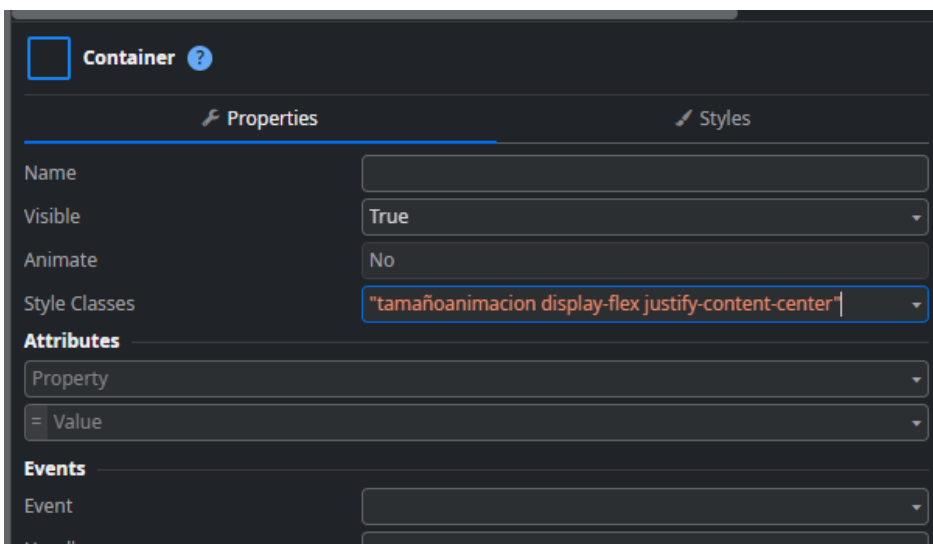 Container ?
Properties Styles
Name
Visible True
Animate No
Style Classes "tamañoanimacion display-flex justify-content-center"
Attributes
Property
= Value
Events
Event